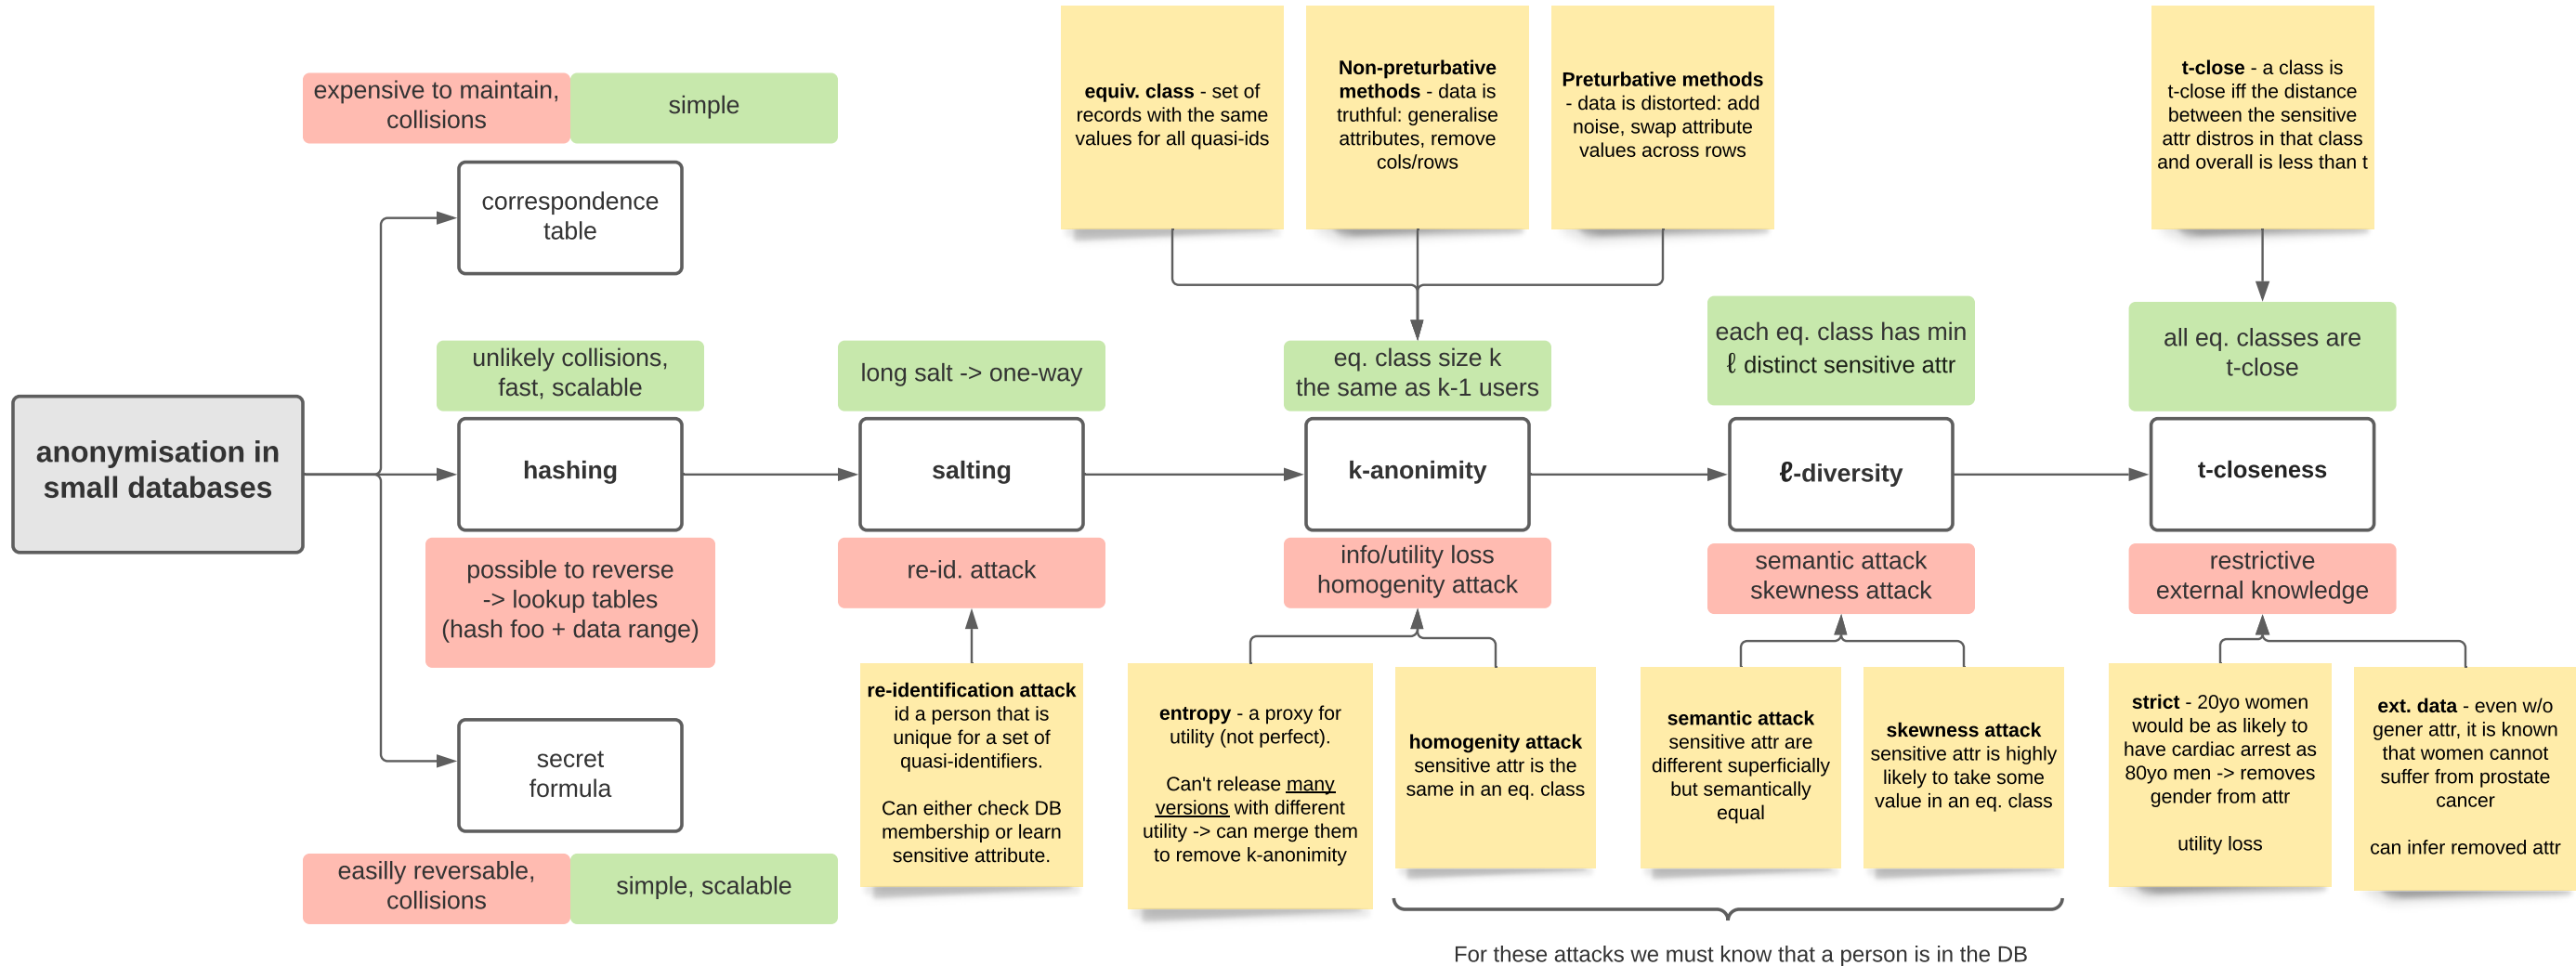 equiv. class - set of
records with the same
values for all quasi-ids
Non-preturbative
methods - data is
truthful: generalise
attributes, remove
cols/rows
Preturbative methods
- data is distorted: add
noise, swap attribute
values across rows
t-close - a class is
t-close iff the distance
between the sensitive
attr distros in that class
and overall is less than t
expensive to maintain,
collisions
simple
correspondence
table
unlikely collisions,
fast, scalable
long salt -> one-way
eq. class size k
the same as k-1 users
each eq. class has min
ℓ distinct sensitive attr
all eq. classes are
t-close
anonymisation in
small databases
hashing
salting
k-anonimity
ℓ-diversity
t-closeness
possible to reverse
-> lookup tables
(hash foo + data range)
re-id. attack
info/utility loss
homogenity attack
semantic attack
skewness attack
restrictive
external knowledge
re-identification attack
id a person that is
unique for a set of
quasi-identifiers.
Can either check DB
membership or learn
sensitive attribute.
entropy - a proxy for
utility (not perfect).
Can't release many
versions with different
utility -> can merge them
to remove k-anonimity
homogenity attack
sensitive attr is the
same in an eq. class
semantic attack
sensitive attr are
different superficially
but semantically
equal
skewness attack
sensitive attr is highly
likely to take some
value in an eq. class
strict - 20yo women
would be as likely to
have cardiac arrest as
80yo men -> removes
gender from attr
utility loss
ext. data - even w/o
gener attr, it is known
that women cannot
suffer from prostate
cancer
can infer removed attr
secret
formula
easilly reversable,
collisions
simple, scalable
For these attacks we must know that a person is in the DB